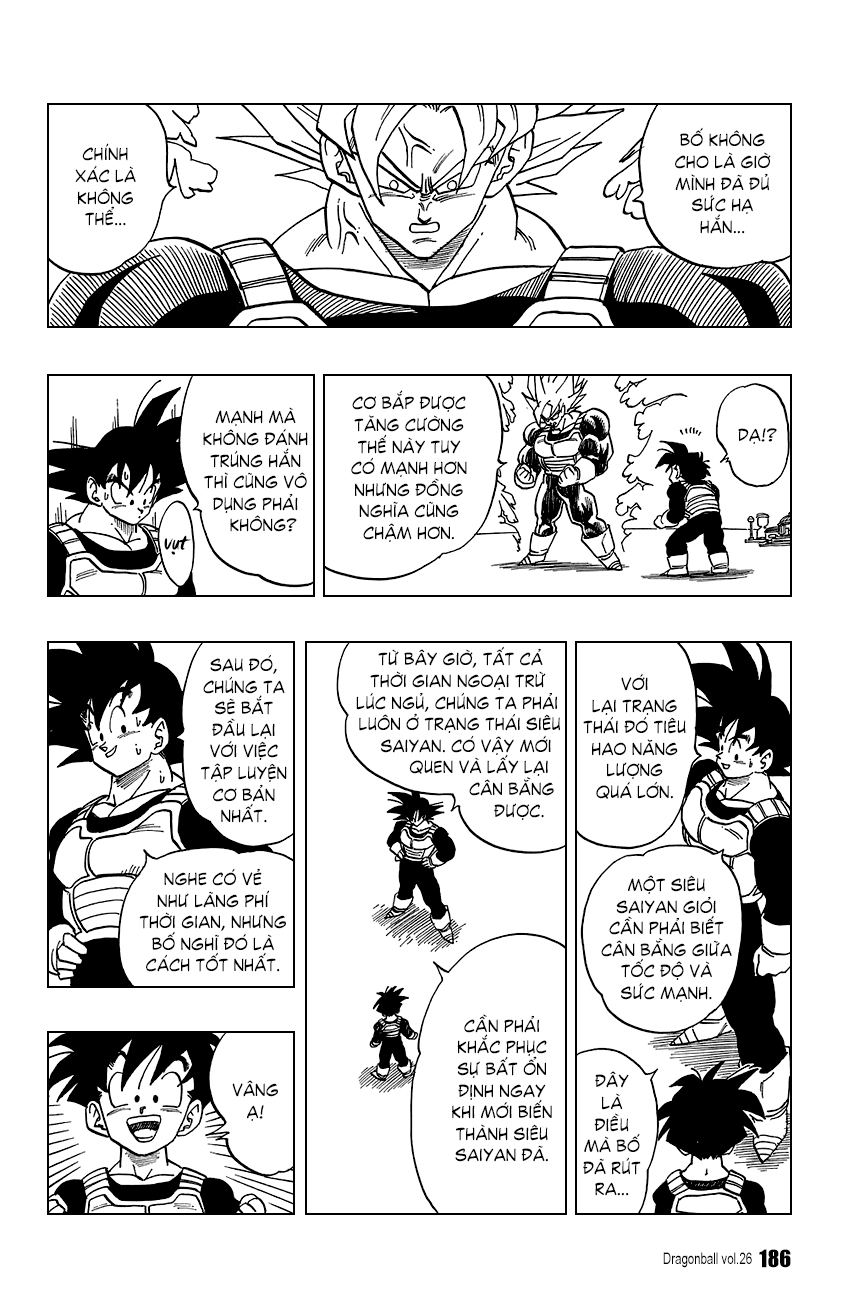 BỐ KHÔNG
CHO LÀ GIỜ
MÌNH ĐÃ ĐỦ
SỨC HẠ
HẮN...
CHÍNH
XÁC LÀ
KHÔNG
THỂ...
DẠ!?
CƠ BẮP ĐƯỢC
TĂNG CƯỜNG
THẾ NÀY TUY
CÓ MẠNH HƠN
NHƯNG ĐỒNG
NGHĨA CŨNG
CHẬM HƠN.
MẠNH MÀ
KHÔNG ĐÁNH
TRÚNG HẮN
THÌ CŨNG VÔ
DỤNG PHẢI
KHÔNG?
VỤT
VỚI
LẠI TRẠNG
THÁI ĐÓ TIÊU
HAO NĂNG
LƯỢNG
QUÁ LỚN.
MỘT SIÊU
SAIYAN GIỎI
CẦN PHẢI BIẾT
CÂN BẰNG GIỮA
TỐC ĐỘ VÀ
SỨC MẠNH.
ĐÂY
LÀ
ĐIỀU
MÀ BỐ
ĐÃ RÚT
RA...
TỪ BÂY GIỜ, TẤT CẢ
THỜI GIAN NGOẠI TRỪ
LÚC NGỦ, CHÚNG TA PHẢI
LUÔN Ở TRẠNG THÁI SIÊU
SAIYAN. CÓ VẬY MỚI
QUEN VÀ LẤY LẠI
CÂN BẰNG
ĐƯỢC.
CẦN PHẢI
KHẮC PHỤC
SỰ BẤT ỔN
ĐỊNH NGAY
KHI MỚI BIẾN
THÀNH SIÊU
SAIYAN ĐÃ.
SAU ĐÓ,
CHÚNG TA
SẼ BẮT
ĐẦU LẠI
VỚI VIỆC
TẬP LUYỆN
CƠ BẢN
NHẤT.
NGHE CÓ VẺ
NHƯ LÃNG PHÍ
THỜI GIAN, NHƯNG
BỐ NGHĨ ĐÓ LÀ
CÁCH TỐT NHẤT.
VÂNG
Ạ!
Dragonball vol.26 186